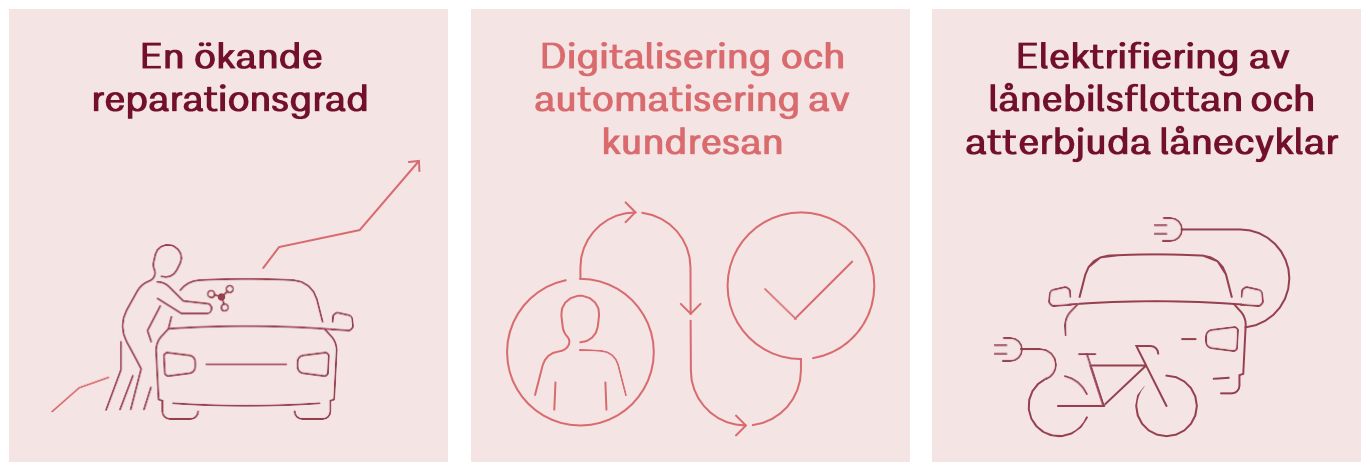 En ökande
reparationsgrad
Digitalisering och
automatisering av
kundresan
Elektrifiering av
lånebilsflottan och
atterbjuda lånecyklar